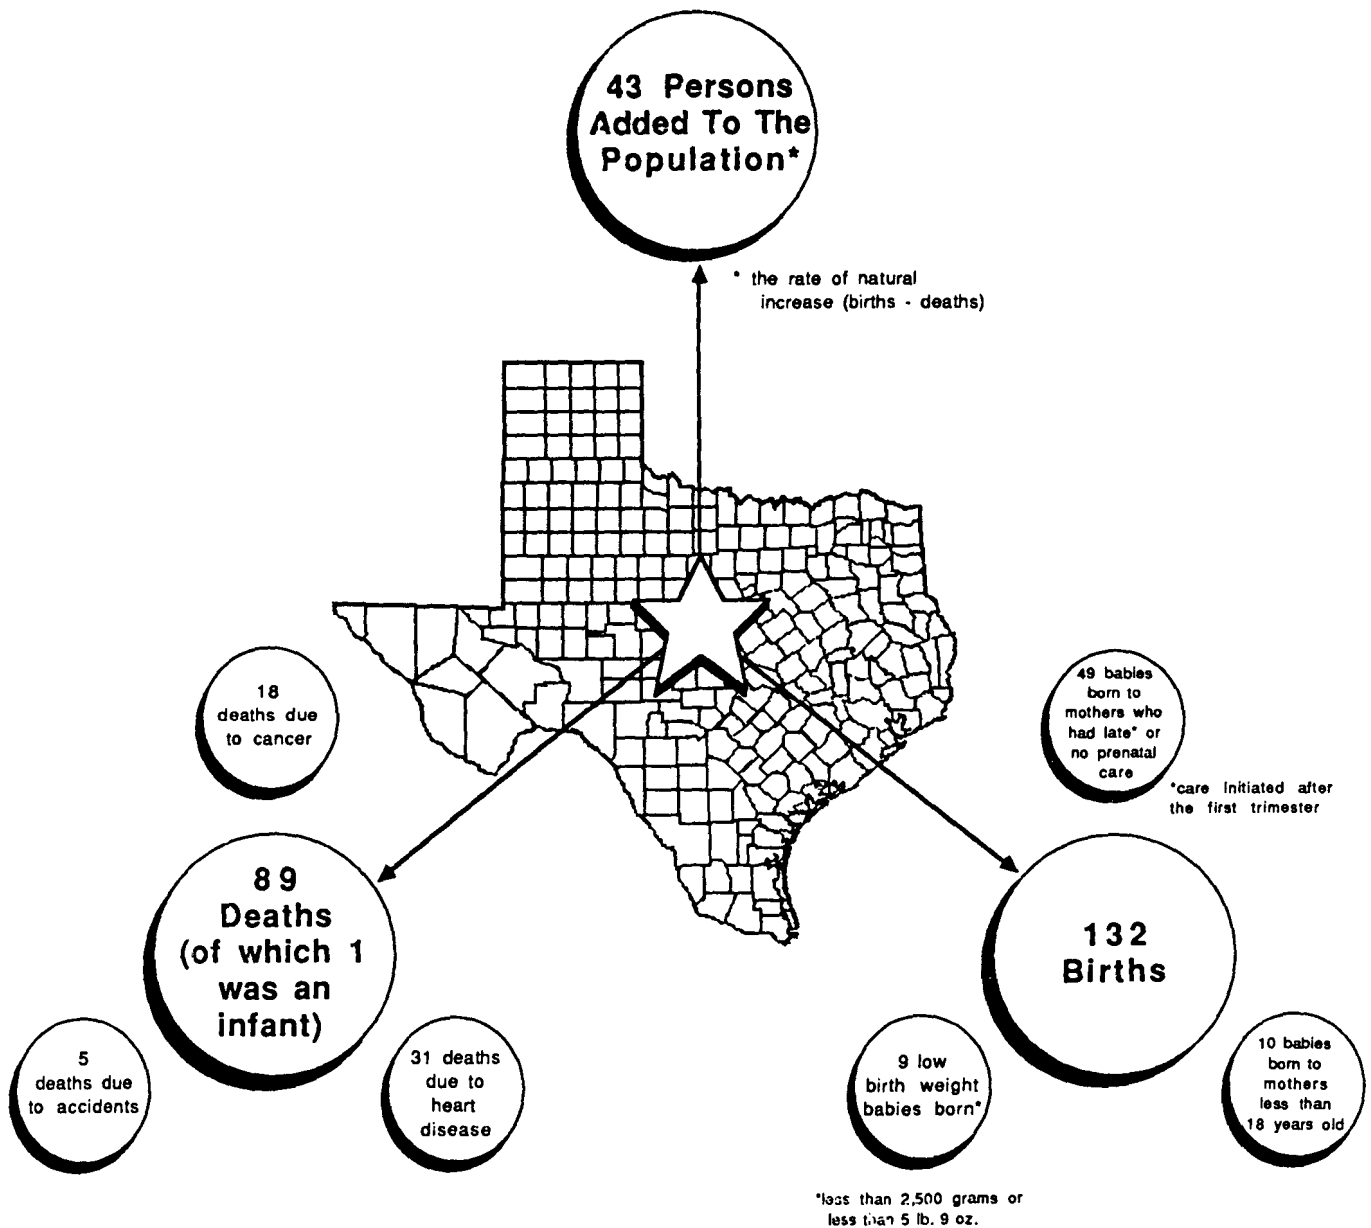 43 Persons
Added To The
Population*
* the rate of natural
increase (births - deaths)
18
deaths due
to cancer
49 babies
born to
mothers who
had late* or
no prenatal
care
*care initiated after
the first trimester
89
Deaths
(of which 1
was an
infant)
132
Births
5
deaths due
to accidents
31 deaths
due to
heart
disease
9 low
birth weight
babies born*
10 babies
born to
mothers
less than
18 years old
*less than 2,500 grams or
less than 5 lb. 9 oz.